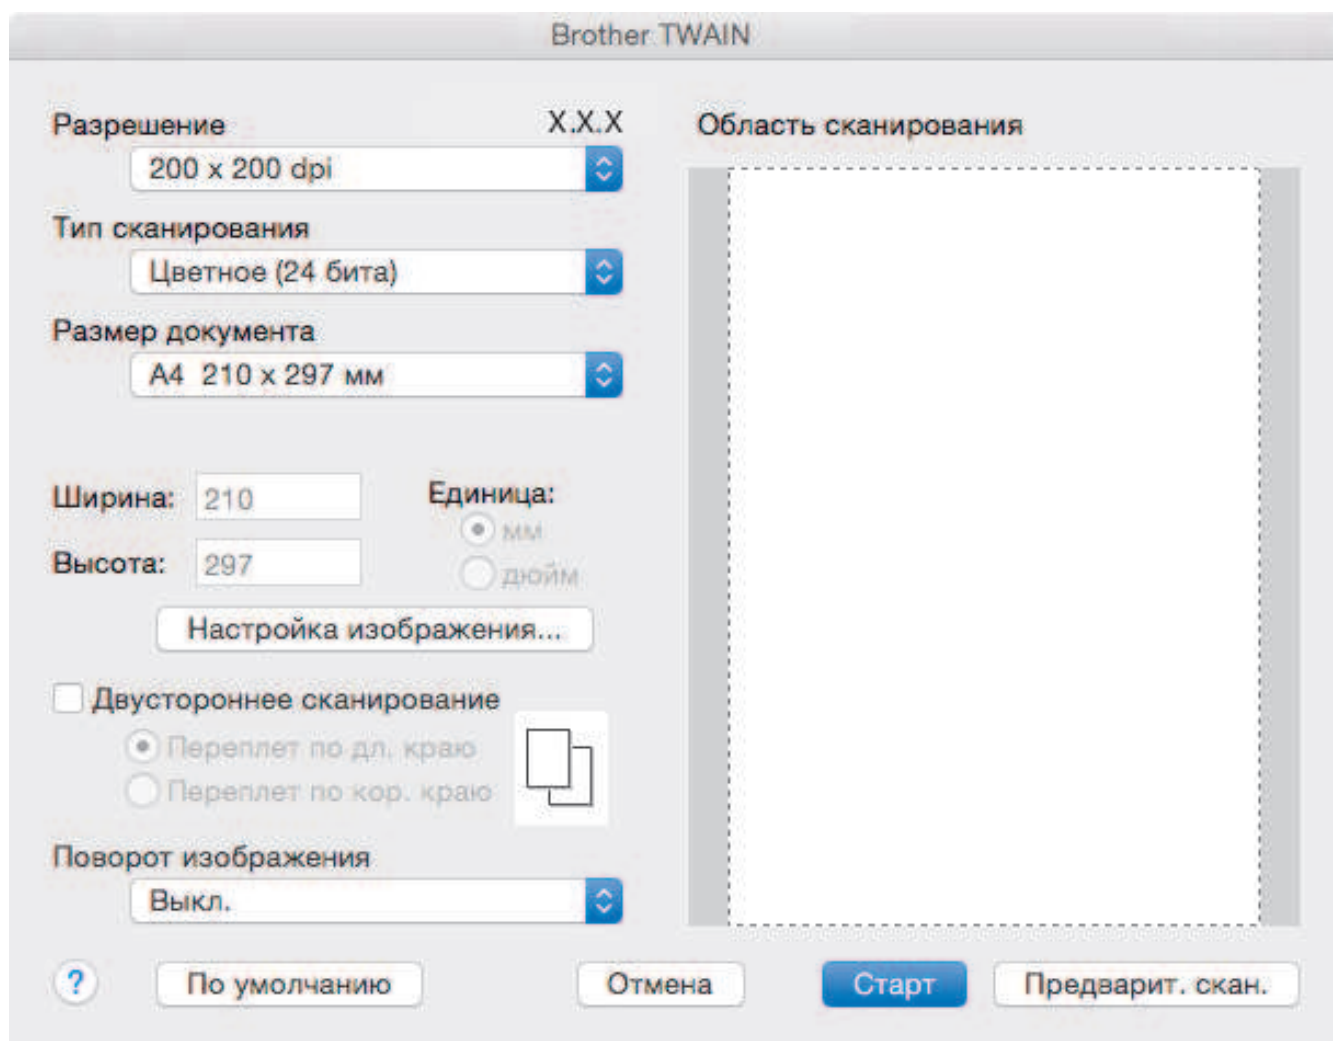 Brother TWAIN
Разрешение
X.X.X
200 x 200 dpi
Тип сканирования
Цветное (24 бита)
Размер документа
A4 210 x 297 мм
Ширина:
210
Высота:
297
Единица:
мм
дюйм
Настройка изображения...
Двустороннее сканирование
Переплет по дл. краю
Переплет по кор. краю
Поворот изображения
Выкл.
Область сканирования
?
По умолчанию
Отмена
Старт
Предварит. скан.